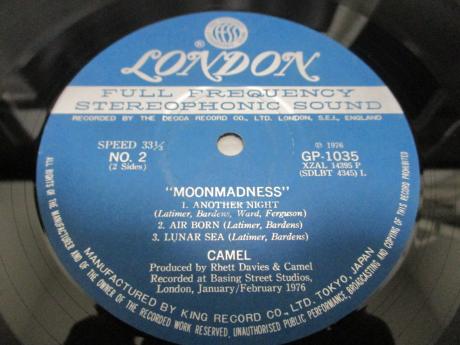 LONDON
FULL FREQUENCY
STEREOPHONIC SOUND
RECORDED BY THE DECCA RECORD CO., LTD. LONDON, S.E.I., ENGLAND
SPEED 33⅓
NO. 2
(2 Sides)
℗ 1976
GP-1035
XZAL 14395 P
(SDLBT 4345) L
"MOONMADNESS"
1. ANOTHER NIGHT
(Latimer, Bardens, Ward, Ferguson)
2. AIR BORN (Latimer, Bardens)
3. LUNAR SEA (Latimer, Bardens)
CAMEL
Produced by Rhett Davies & Camel
Recorded at Basing Street Studios,
London, January/February 1976
MANUFACTURED BY KING RECORD CO., LTD. TOKYO, JAPAN
ALL RIGHTS OF THE MANUFACTURER AND OF THE OWNER OF THE RECORDED WORK RESERVED, UNAUTHORISED PUBLIC PERFORMANCE, BROADCASTING AND COPYING OF THIS RECORD PROHIBITED